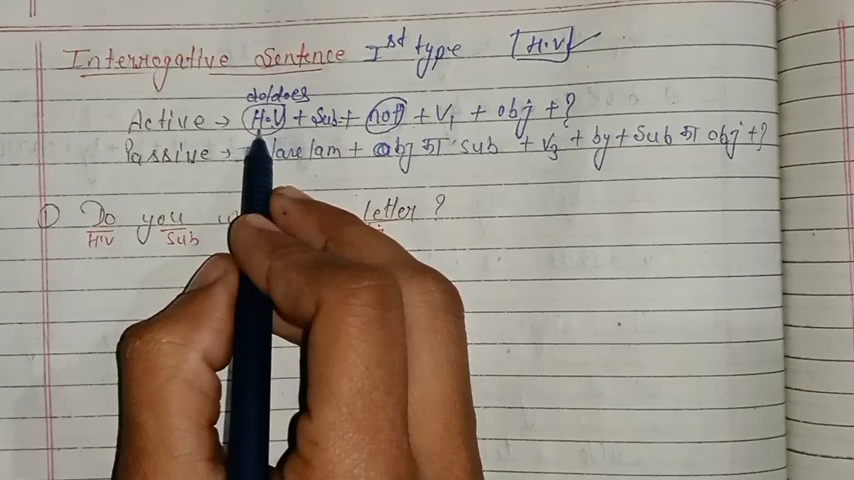 Interrogative Sentence Ist type [H.V]
do/does
Active → H.V + Sub + not + V1 + obj + ?
Passive → /are/am + obj का sub + V3 + by + Sub का obj + ?
① Do you letter ?
H.V Sub